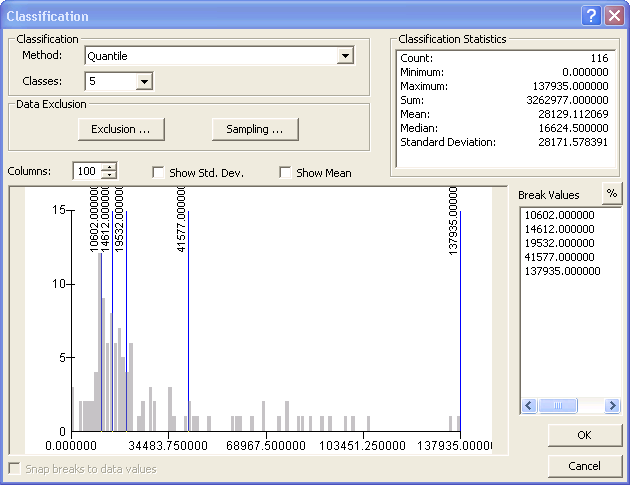 Classification
Classification
Method:
Quantile
Classes:
5
Data Exclusion
Exclusion ...
Sampling ...
Classification Statistics
Count: 116
Minimum: 0.000000
Maximum: 137935.000000
Sum: 3262977.000000
Mean: 28129.112069
Median: 16624.500000
Standard Deviation: 28171.578391
Columns:
100
Show Std. Dev.
Show Mean
Break Values
%
10602.000000
14612.000000
19532.000000
41577.000000
137935.000000
10602.000000
14612.000000
19532.000000
41577.000000
137935.00000
15
10
5
0
0.000000 34483.750000 68967.500000 103451.250000 137935.0000
Snap breaks to data values
OK
Cancel